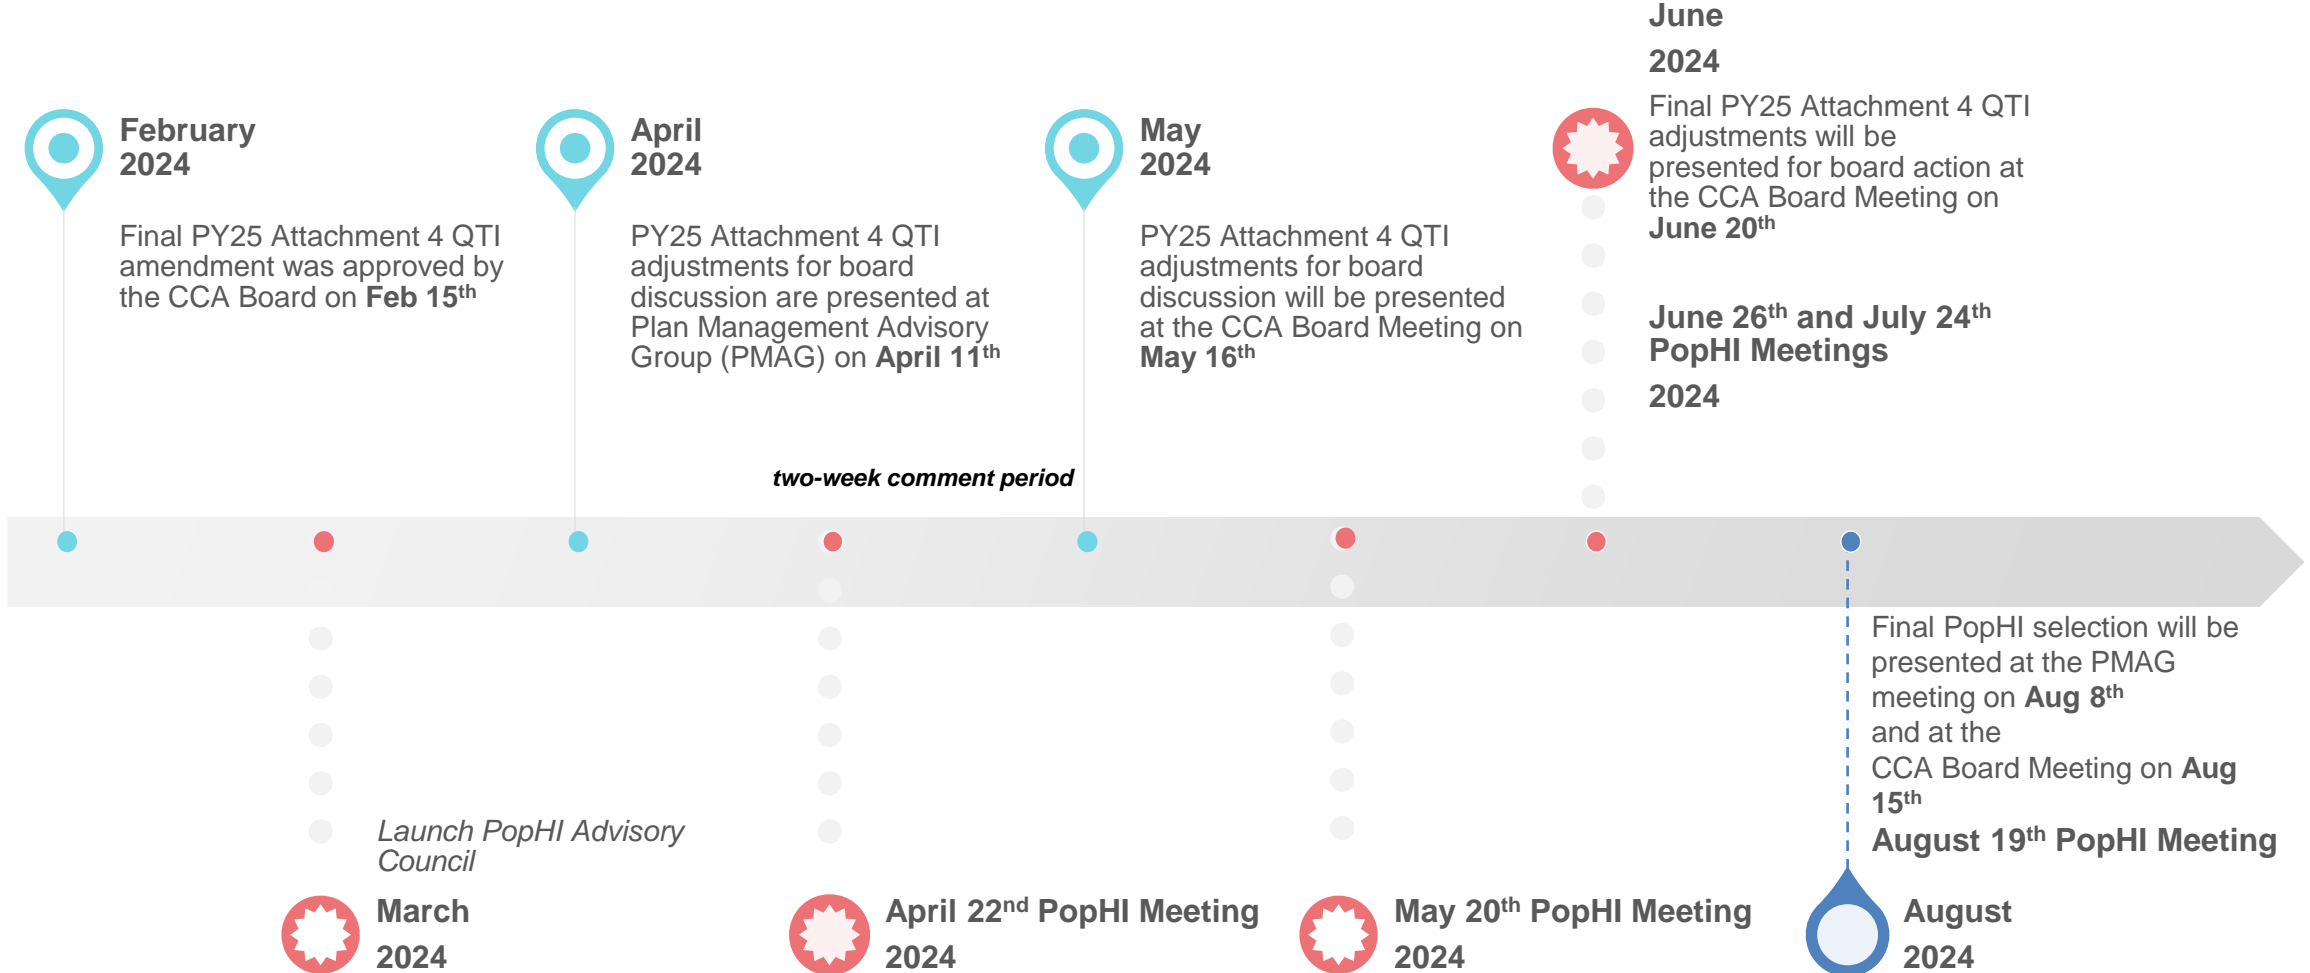 February
2024
Final PY25 Attachment 4 QTI
amendment was approved by
the CCA Board on Feb 15th
April
2024
PY25 Attachment 4 QTI
adjustments for board
discussion are presented at
Plan Management Advisory
Group (PMAG) on April 11th
two-week comment period
May
2024
PY25 Attachment 4 QTI
adjustments for board
discussion will be presented
at the CCA Board Meeting on
May 16th
June
2024
Final PY25 Attachment 4 QTI
adjustments will be
presented for board action at
the CCA Board Meeting on
June 20th
June 26th and July 24th
PopHI Meetings
2024
Launch PopHI Advisory
Council
March
2024
April 22nd PopHI Meeting
2024
May 20th PopHI Meeting
2024
Final PopHI selection will be
presented at the PMAG
meeting on Aug 8th
and at the
CCA Board Meeting on Aug
15th
August 19th PopHI Meeting
August
2024